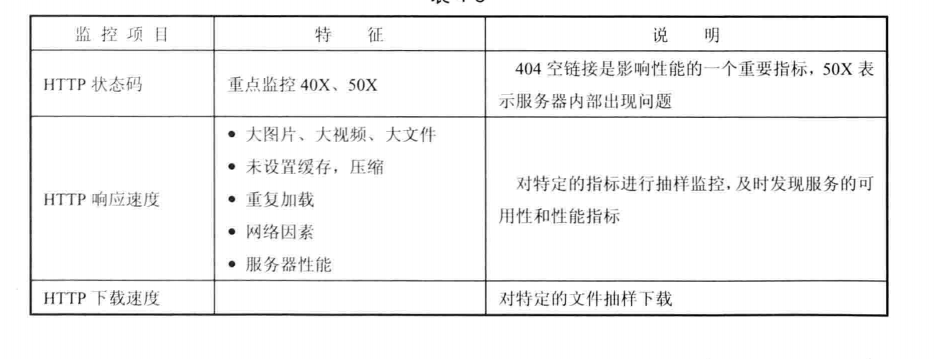 监控项目 特征 说明
HTTP 状态码 重点监控 40X、50X 404 空链接是影响性能的一个重要指标，50X 表
示服务器内部出现问题
HTTP 响应速度
• 大图片、大视频、大文件
• 未设置缓存，压缩
• 重复加载
• 网络因素
• 服务器性能
对特定的指标进行抽样监控，及时发现服务的可
用性和性能指标
HTTP 下载速度 对特定的文件抽样下载